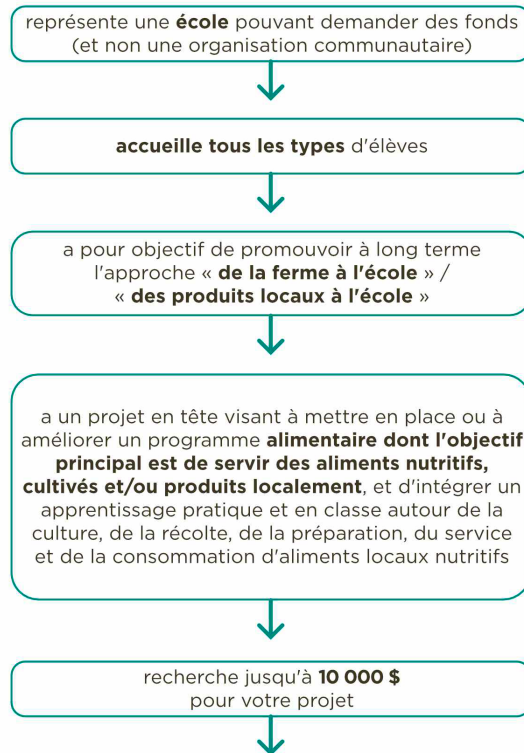 représente une école pouvant demander des fonds
(et non une organisation communautaire)
accueille tous les types d'élèves
a pour objectif de promouvoir à long terme
l'approche « de la ferme à l'école » /
« des produits locaux à l'école »
a un projet en tête visant à mettre en place ou à
améliorer un programme alimentaire dont l'objectif
principal est de servir des aliments nutritifs,
cultivés et/ou produits localement, et d'intégrer un
apprentissage pratique et en classe autour de la
culture, de la récolte, de la préparation, du service
et de la consommation d'aliments locaux nutritifs
recherche jusqu'à 10 000 $
pour votre projet